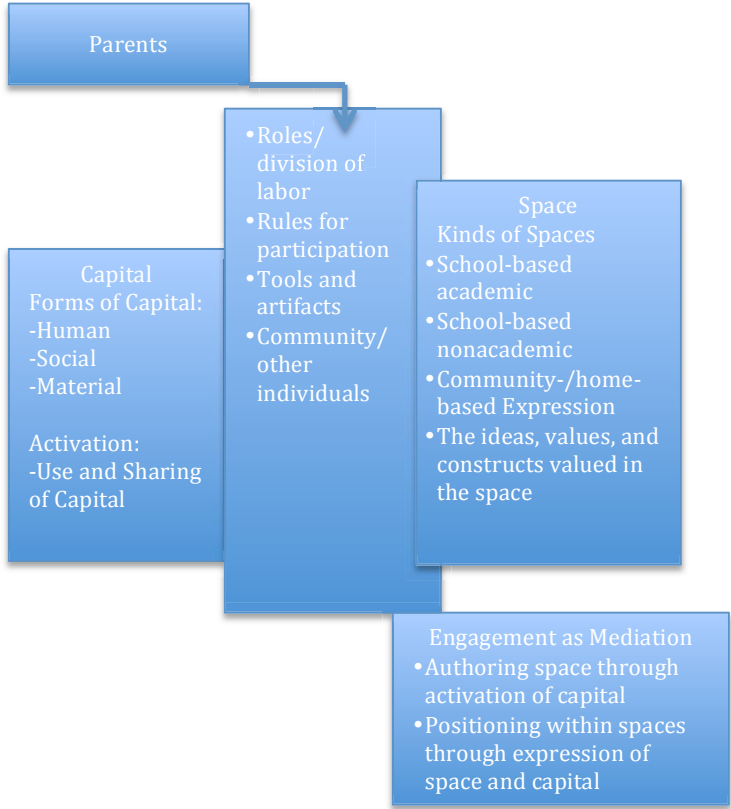 Parents
•Roles/
division of
labor
•Rules for
participation
•Tools and
artifacts
•Community/
other
individuals
Capital
Forms of Capital:
-Human
-Social
-Material
Activation:
-Use and Sharing
of Capital
Space
Kinds of Spaces
•School-based
academic
•School-based
nonacademic
•Community-/home-
based Expression
•The ideas, values, and
constructs valued in
the space
Engagement as Mediation
•Authoring space through
activation of capital
•Positioning within spaces
through expression of
space and capital